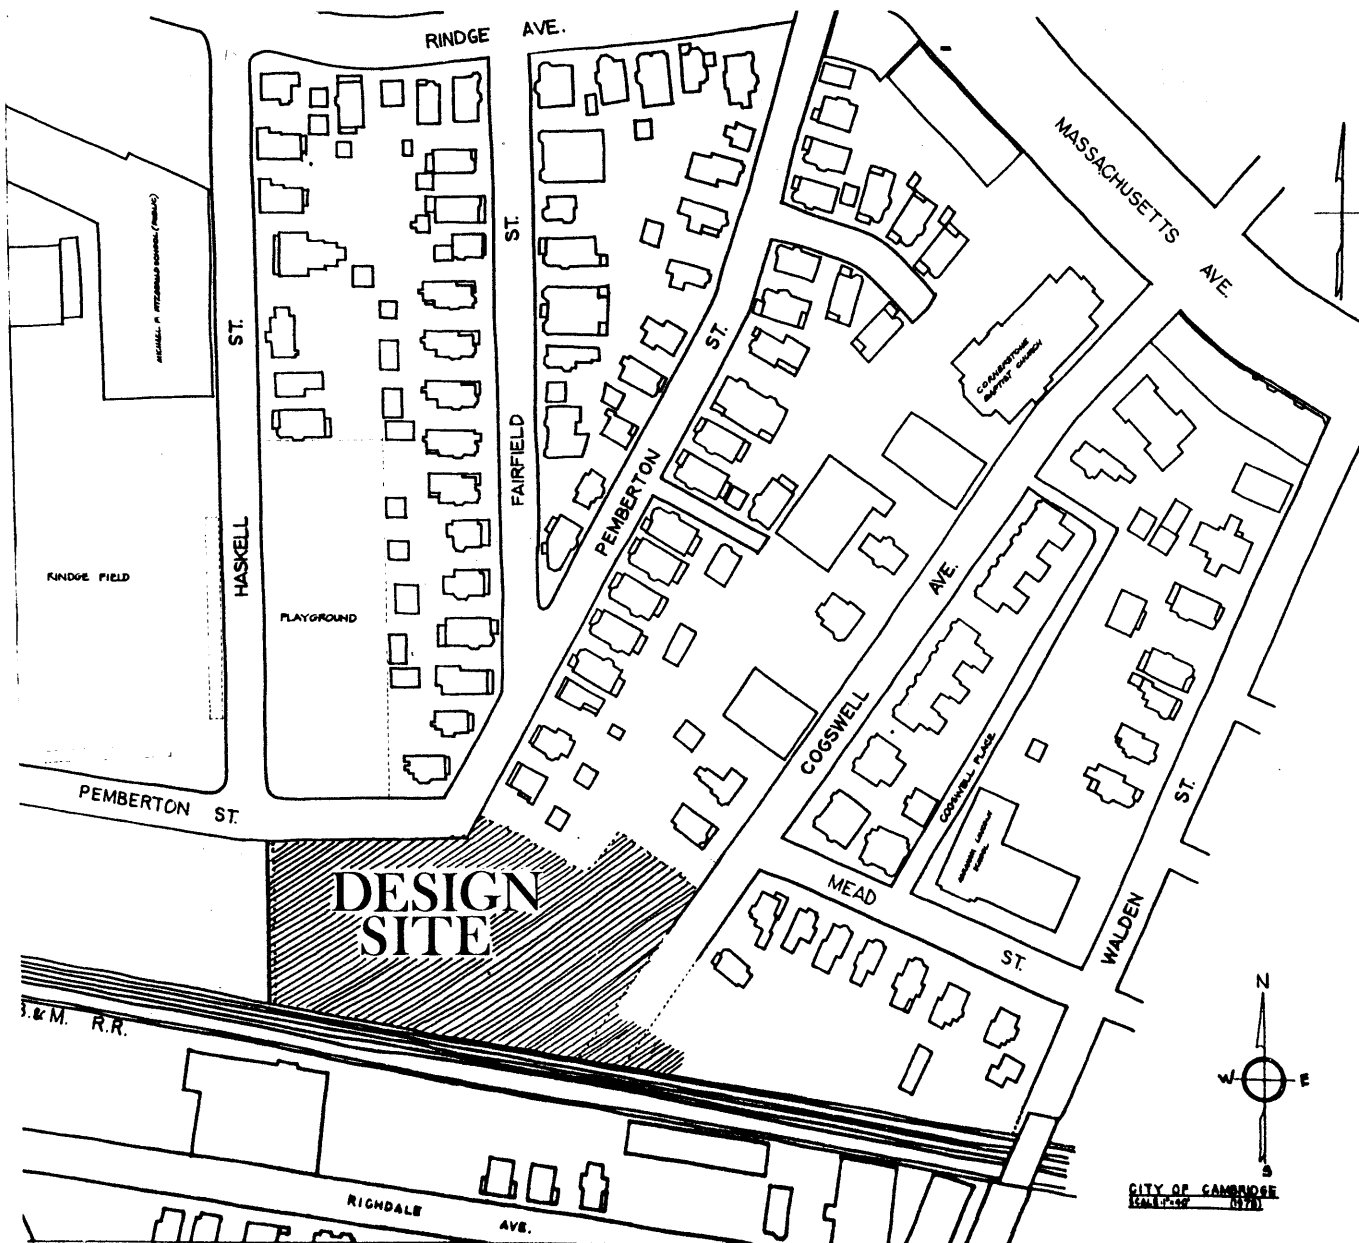 RINDGE AVE.
MASSACHUSETTS AVE.
ST.
ST.
ST.
CORNERSTONE
BAPTIST CHURCH
FAIRFIELD
PEMBERTON
HASKELL
RINDGE FIELD
PLAYGROUND
AVE.
COGSWELL
COGSWELL PLACE
SCHOOL
PEMBERTON ST.
ST.
DESIGN
SITE
MEAD ST.
WALDEN
& M. R.R.
N
W E
S
RICHDALE AVE.
CITY OF CAMBRIDGE